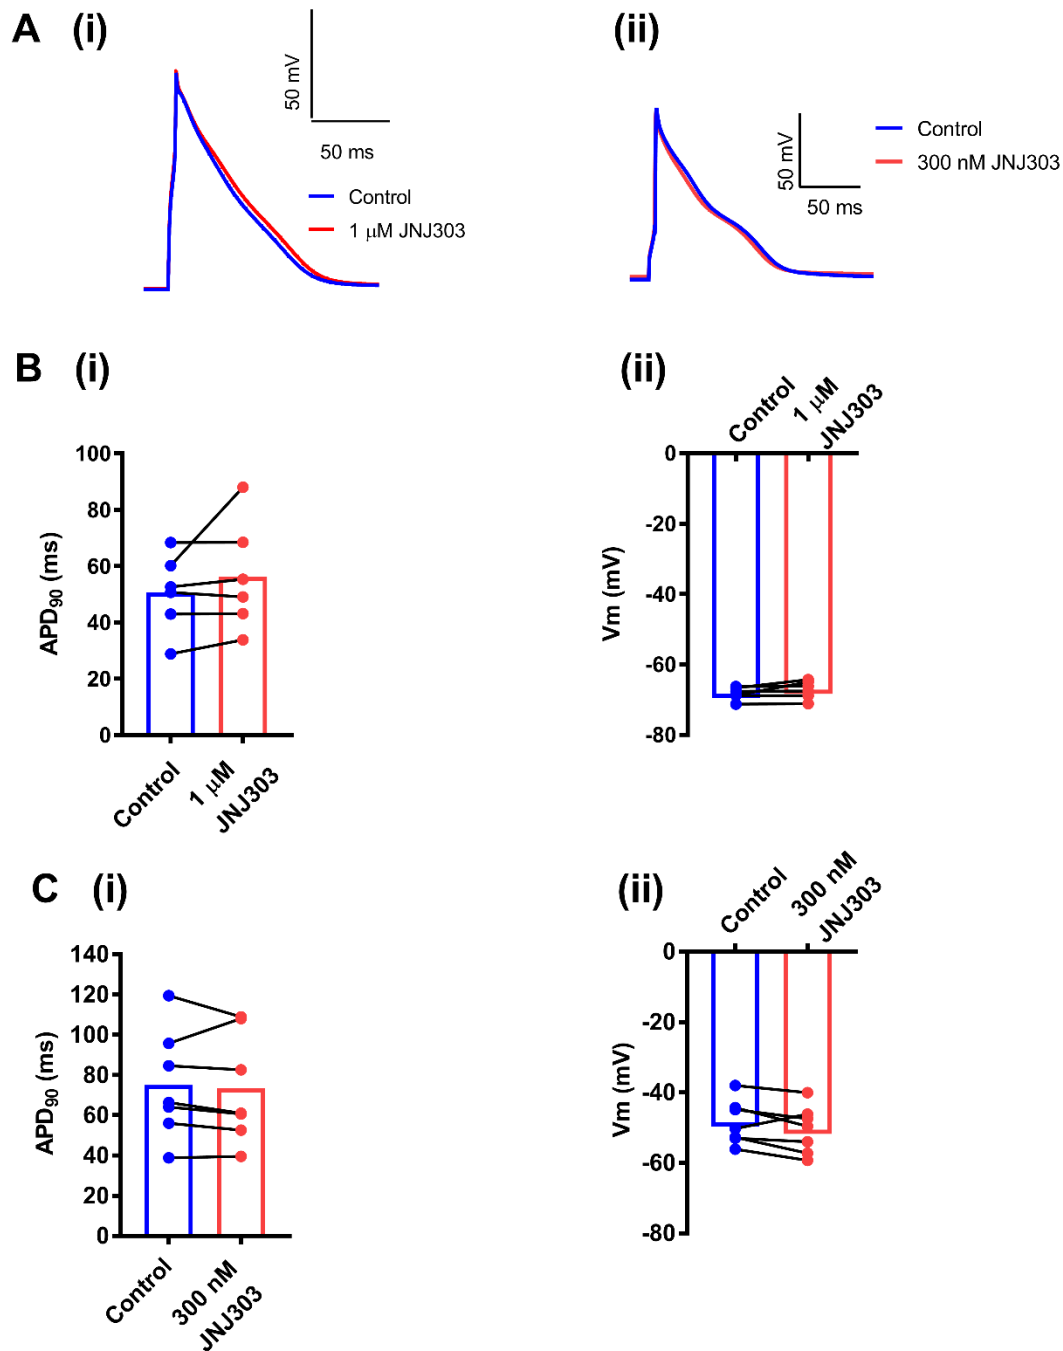 A (i)
50 mV
50 ms
Control
1 μM JNJ303
(ii)
50 mV
50 ms
Control
300 nM JNJ303
B (i)
100
80
60
40
20
0
APD90 (ms)
Control
1 μM
JNJ303
(ii)
Control
1 μM
JNJ303
0
-20
-40
-60
-80
Vm (mV)
C (i)
140
120
100
80
60
40
20
0
APD90 (ms)
Control
300 nM
JNJ303
(ii)
Control
300 nM
JNJ303
0
-20
-40
-60
-80
Vm (mV)